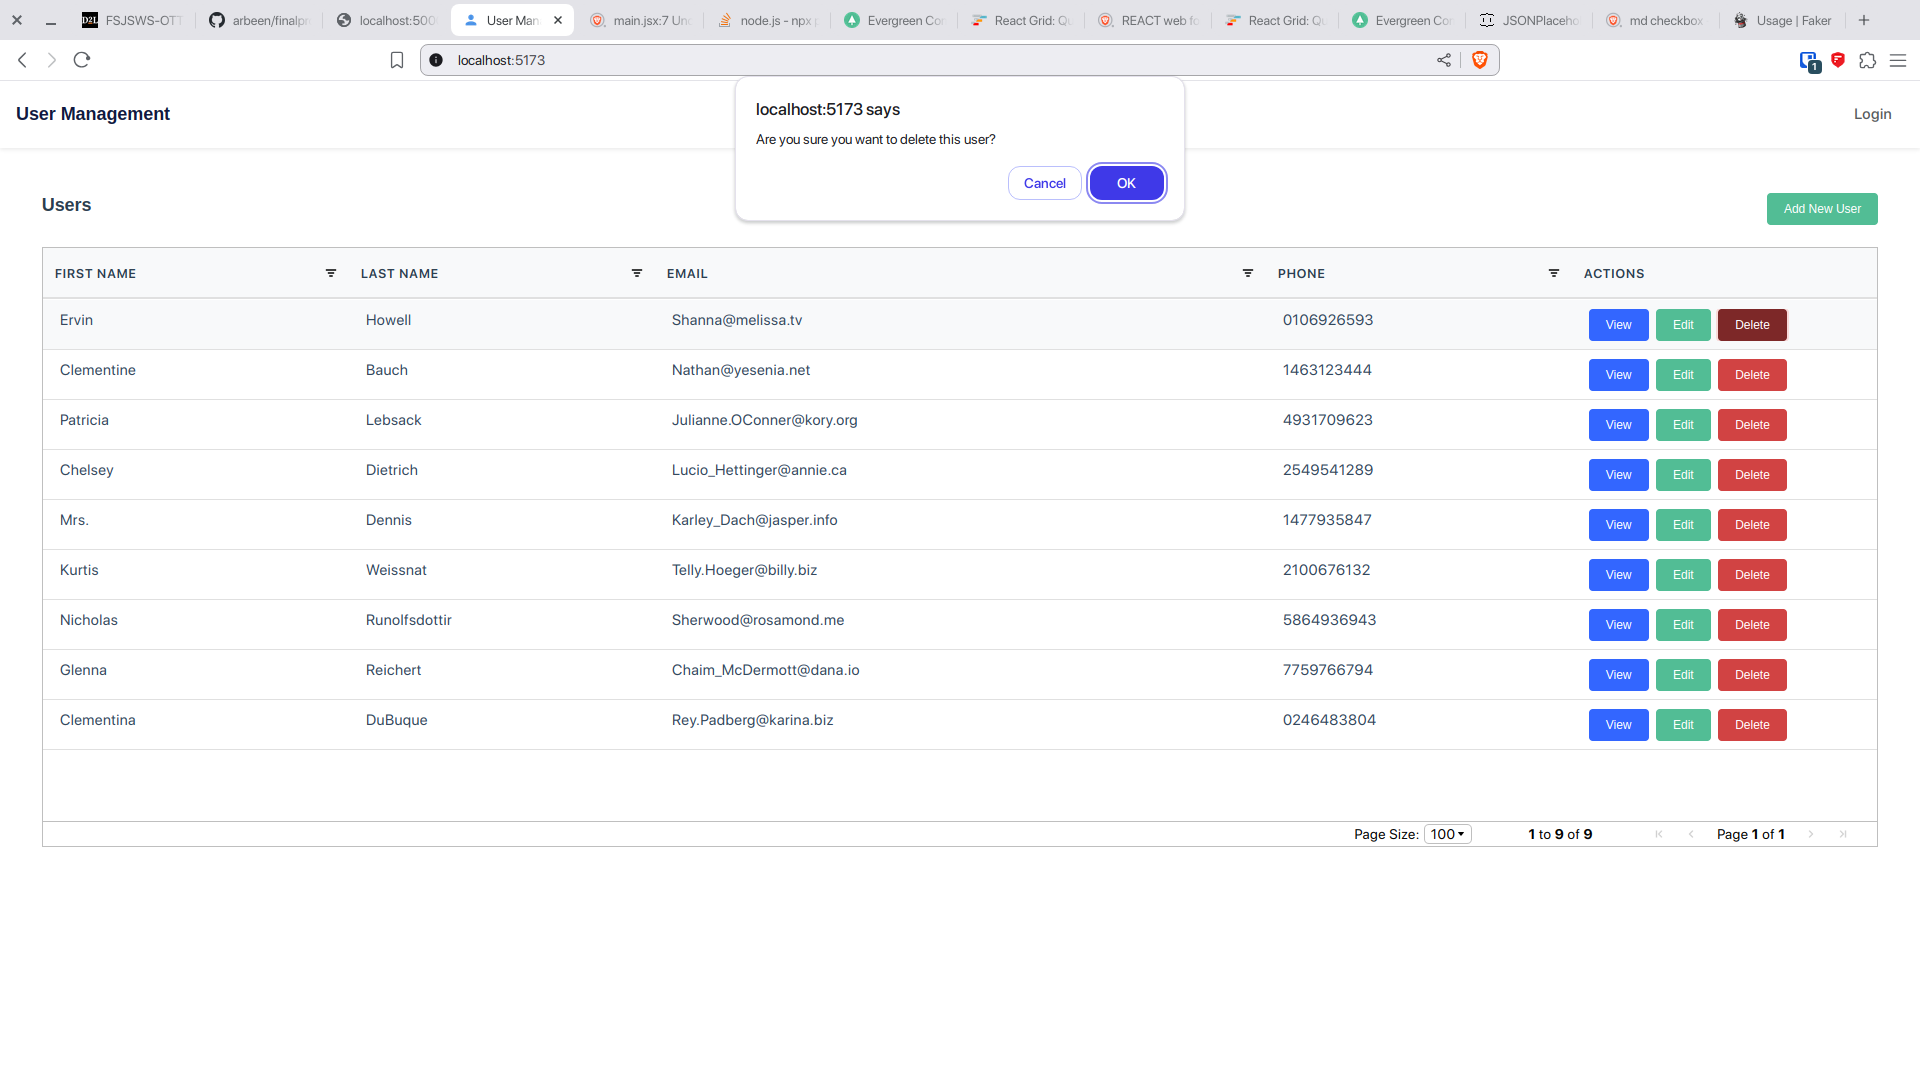 FSJSWS-OTT
arbeen/finalpr
localhost:500
User Man
main.jsx:7 Unc
node.js - npx p
Evergreen Cor
React Grid: Qu
REACT web fo
React Grid: Qu
Evergreen Cor
JSONPlaceho
md checkbox
Usage | Faker
localhost:5173
1
User Management
Login
localhost:5173 says
Are you sure you want to delete this user?
Cancel OK
Users
Add New User
FIRST NAME LAST NAME EMAIL PHONE ACTIONS
Ervin Howell Shanna@melissa.tv 0106926593 View Edit Delete
Clementine Bauch Nathan@yesenia.net 1463123444 View Edit Delete
Patricia Lebsack Julianne.OConner@kory.org 4931709623 View Edit Delete
Chelsey Dietrich Lucio_Hettinger@annie.ca 2549541289 View Edit Delete
Mrs. Dennis Karley_Dach@jasper.info 1477935847 View Edit Delete
Kurtis Weissnat Telly.Hoeger@billy.biz 2100676132 View Edit Delete
Nicholas Runolfsdottir Sherwood@rosamond.me 5864936943 View Edit Delete
Glenna Reichert Chaim_McDermott@dana.io 7759766794 View Edit Delete
Clementina DuBuque Rey.Padberg@karina.biz 0246483804 View Edit Delete
Page Size: 100 1 to 9 of 9 Page 1 of 1